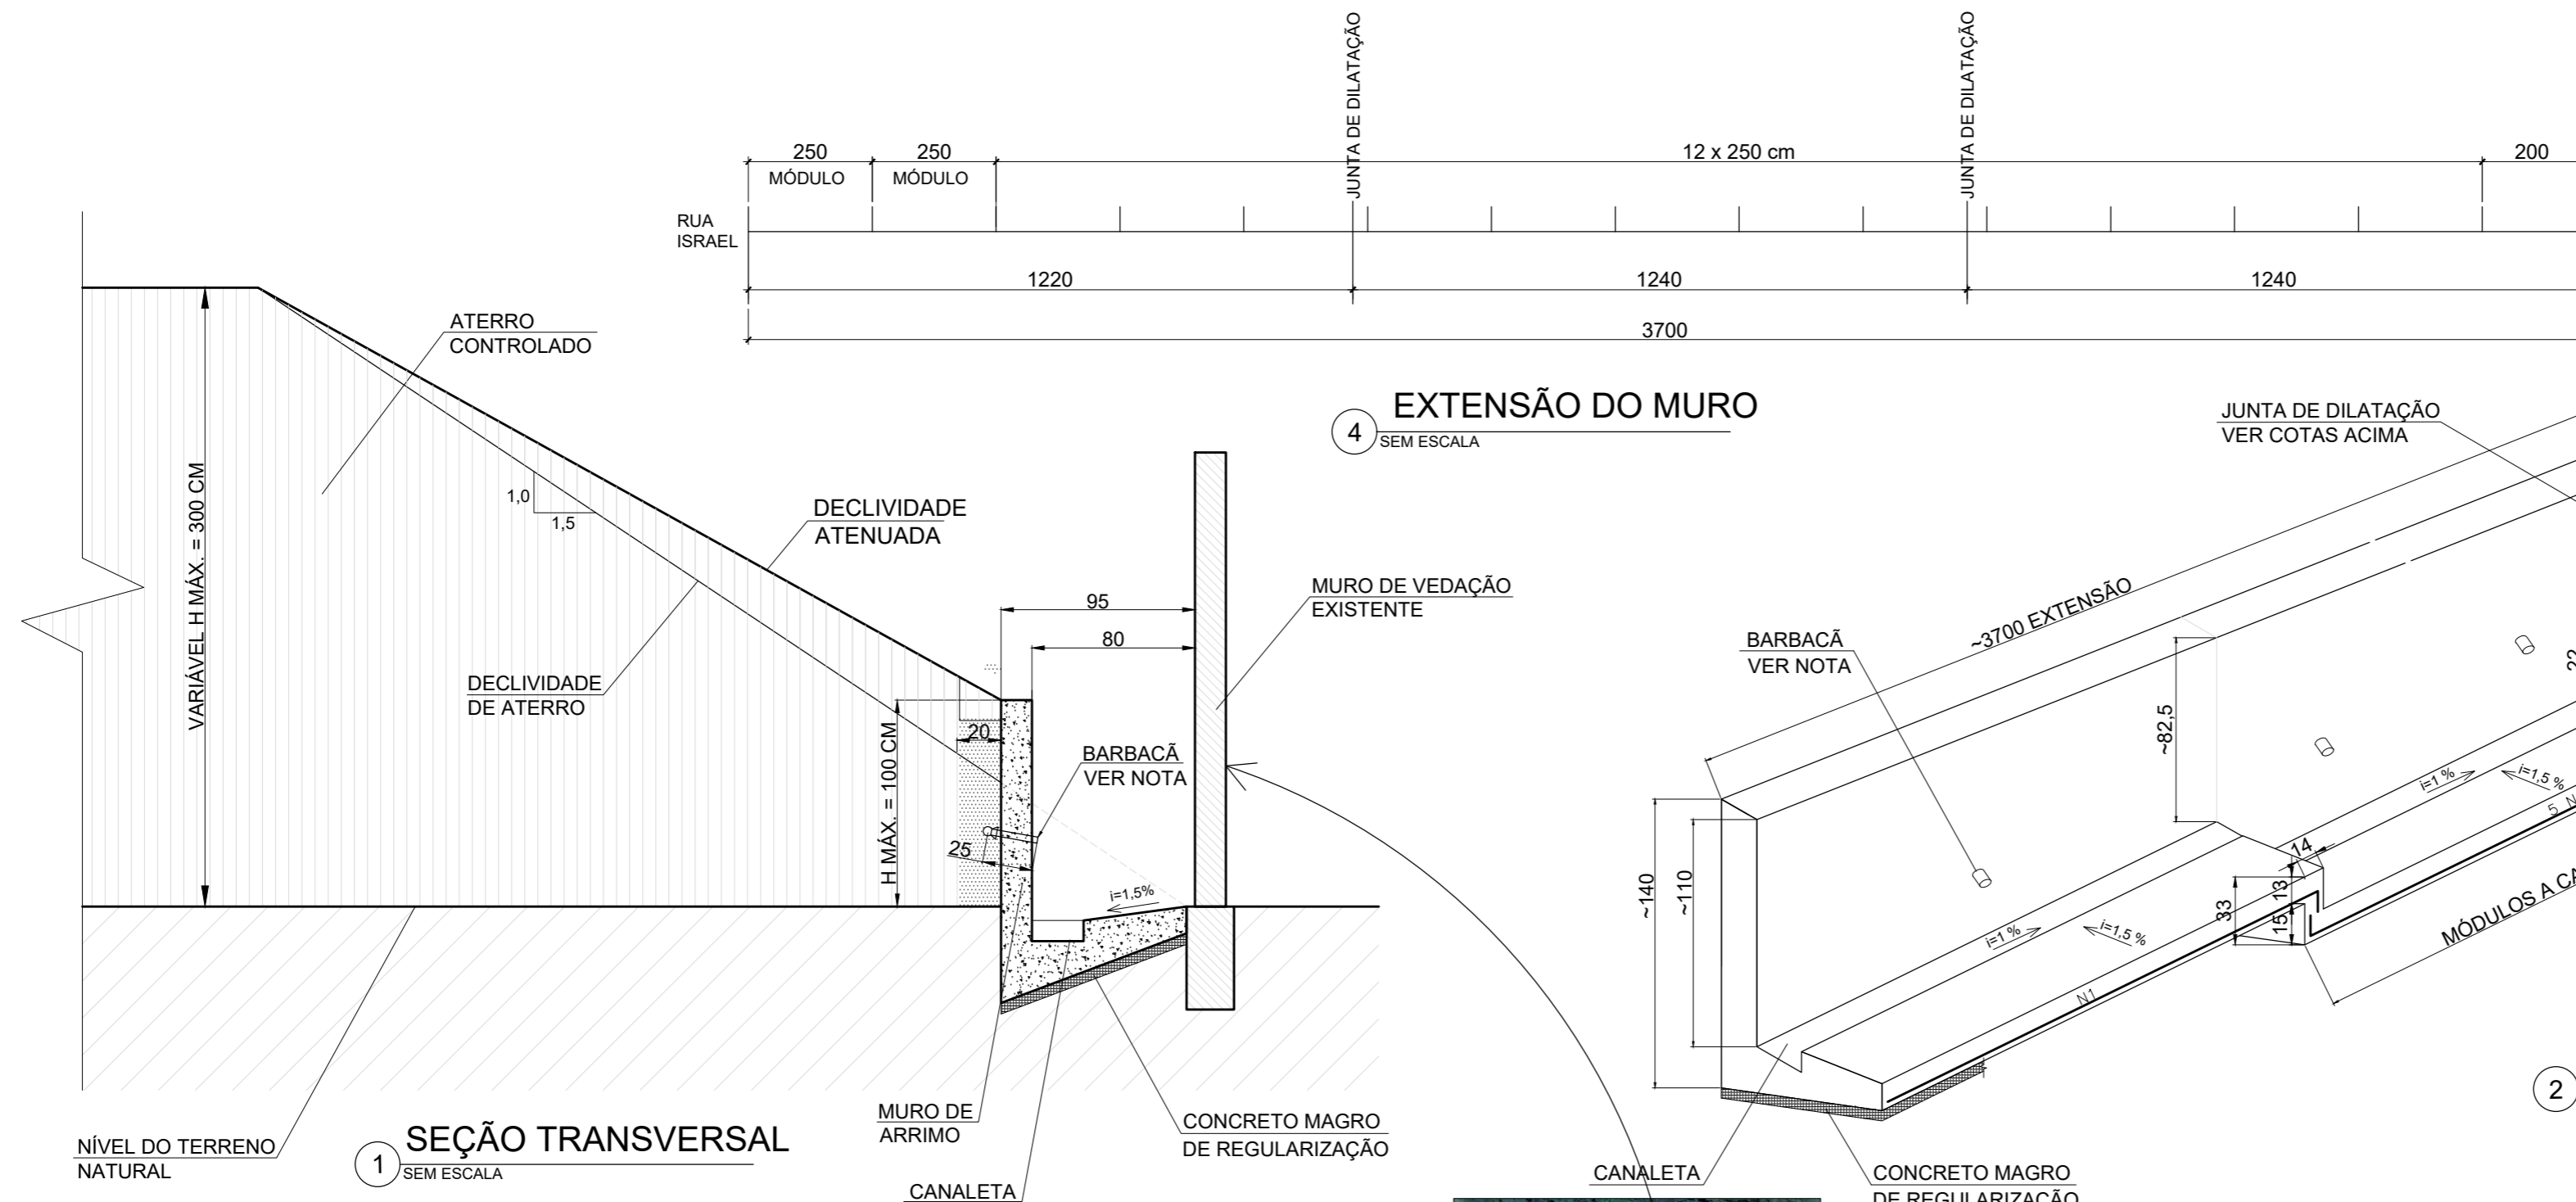 JUNTA DE DILATAÇÃO
JUNTA DE DILATAÇÃO
250
250
12 x 250 cm
200
MÓDULO
MÓDULO
RUA
ISRAEL
1220
1240
1240
3700
4
EXTENSÃO DO MURO
SEM ESCALA
ATERRO
CONTROLADO
VARIÁVEL H MÁX. = 300 CM
1,0
1,5
DECLIVIDADE
ATENUADA
DECLIVIDADE
DE ATERRO
95
80
MURO DE VEDAÇÃO
EXISTENTE
20
H MÁX. = 100 CM
BARBACÃ
VER NOTA
25
i=1,5%
MURO DE
ARRIMO
CONCRETO MAGRO
DE REGULARIZAÇÃO
CANALETA
NÍVEL DO TERRENO
NATURAL
1
SEÇÃO TRANSVERSAL
SEM ESCALA
JUNTA DE DILATAÇÃO
VER COTAS ACIMA
~3700 EXTENSÃO
BARBACÃ
VER NOTA
22
~82,5
~140
~110
i=1 %
i=1,5 %
i=1 %
i=1,5 %
14
13
33
15
5 N
N1
MÓDULOS A CA
2
CANALETA
CONCRETO MAGRO
DE REGULARIZAÇÃO